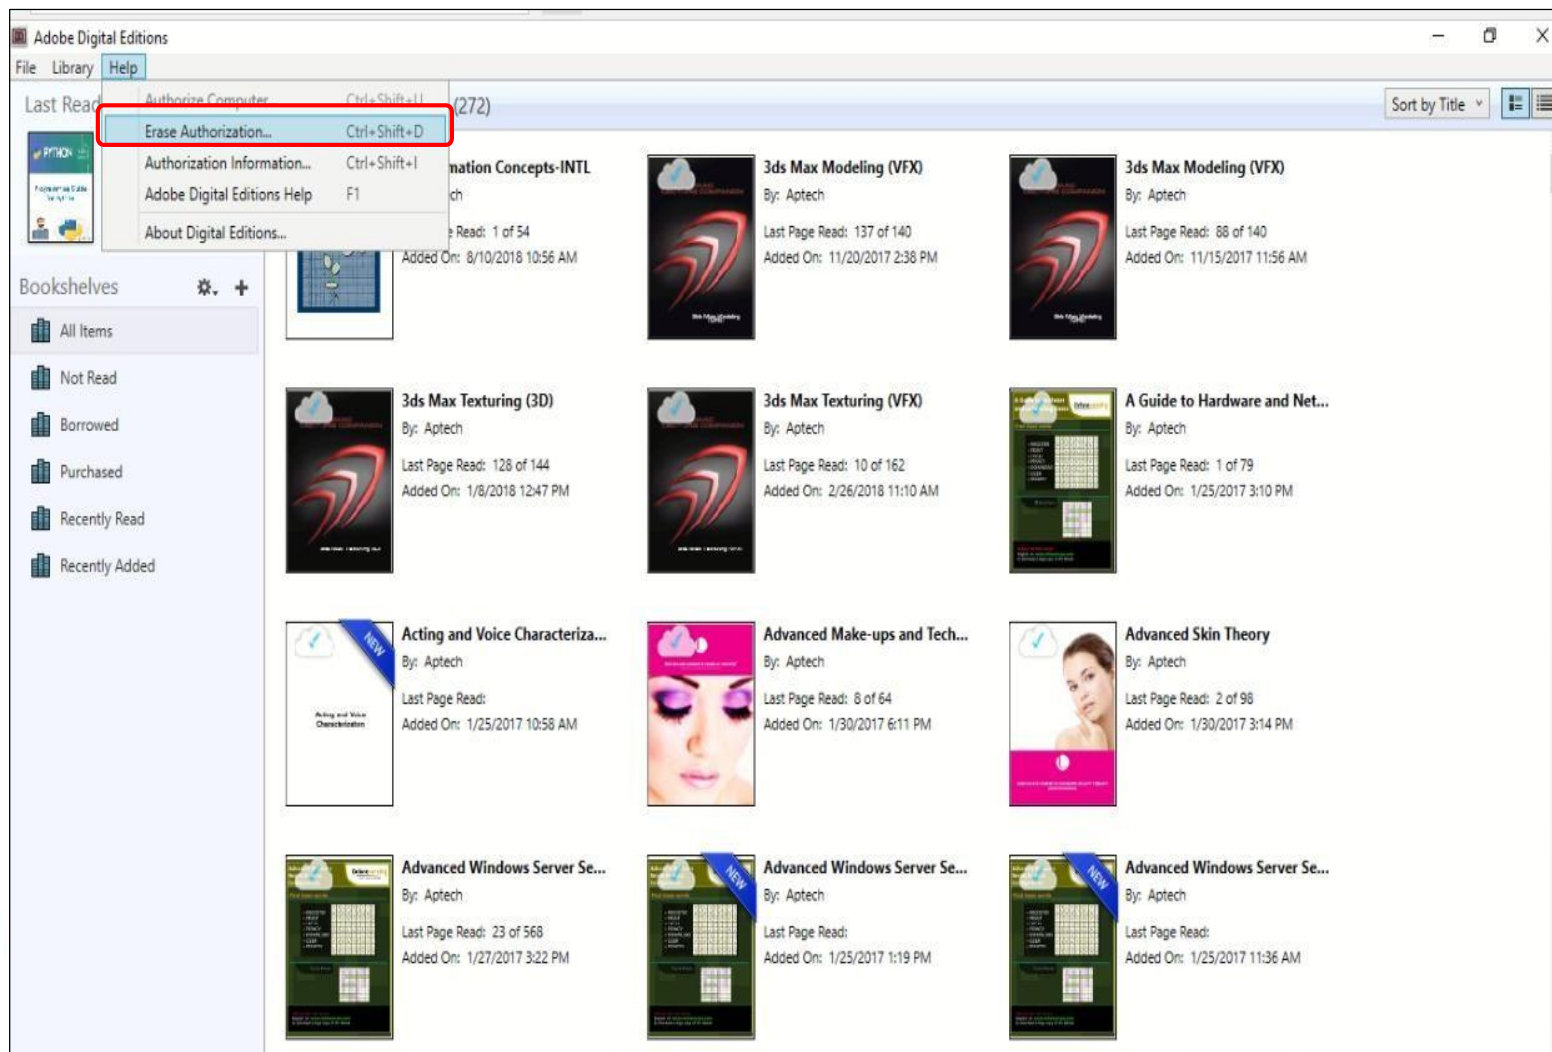 Adobe Digital Editions
File Library Help
Last Read
Authorize Computer Ctrl+Shift+U
(272)
Sort by Title
Erase Authorization... Ctrl+Shift+D
Authorization Information... Ctrl+Shift+I
Adobe Digital Editions Help F1
About Digital Editions...
PYTHON
Bookshelves
All Items
Not Read
Borrowed
Purchased
Recently Read
Recently Added
mation Concepts-INTL
ch
Read: 1 of 54
Added On: 8/10/2018 10:56 AM
3ds Max Modeling (VFX)
By: Aptech
Last Page Read: 137 of 140
Added On: 11/20/2017 2:38 PM
3ds Max Modeling (VFX)
By: Aptech
Last Page Read: 88 of 140
Added On: 11/15/2017 11:56 AM
3ds Max Texturing (3D)
By: Aptech
Last Page Read: 128 of 144
Added On: 1/8/2018 12:47 PM
3ds Max Texturing (VFX)
By: Aptech
Last Page Read: 10 of 162
Added On: 2/26/2018 11:10 AM
A Guide to Hardware and Net...
By: Aptech
Last Page Read: 1 of 79
Added On: 1/25/2017 3:10 PM
NEW
Acting and Voice
Characterization
Acting and Voice Characteriza...
By: Aptech
Last Page Read:
Added On: 1/25/2017 10:58 AM
Advanced Make-ups and Tech...
By: Aptech
Last Page Read: 8 of 64
Added On: 1/30/2017 6:11 PM
Advanced Skin Theory
By: Aptech
Last Page Read: 2 of 98
Added On: 1/30/2017 3:14 PM
Advanced Windows Server Se...
By: Aptech
Last Page Read: 23 of 568
Added On: 1/27/2017 3:22 PM
NEW
Advanced Windows Server Se...
By: Aptech
Last Page Read:
Added On: 1/25/2017 1:19 PM
NEW
Advanced Windows Server Se...
By: Aptech
Last Page Read:
Added On: 1/25/2017 11:36 AM